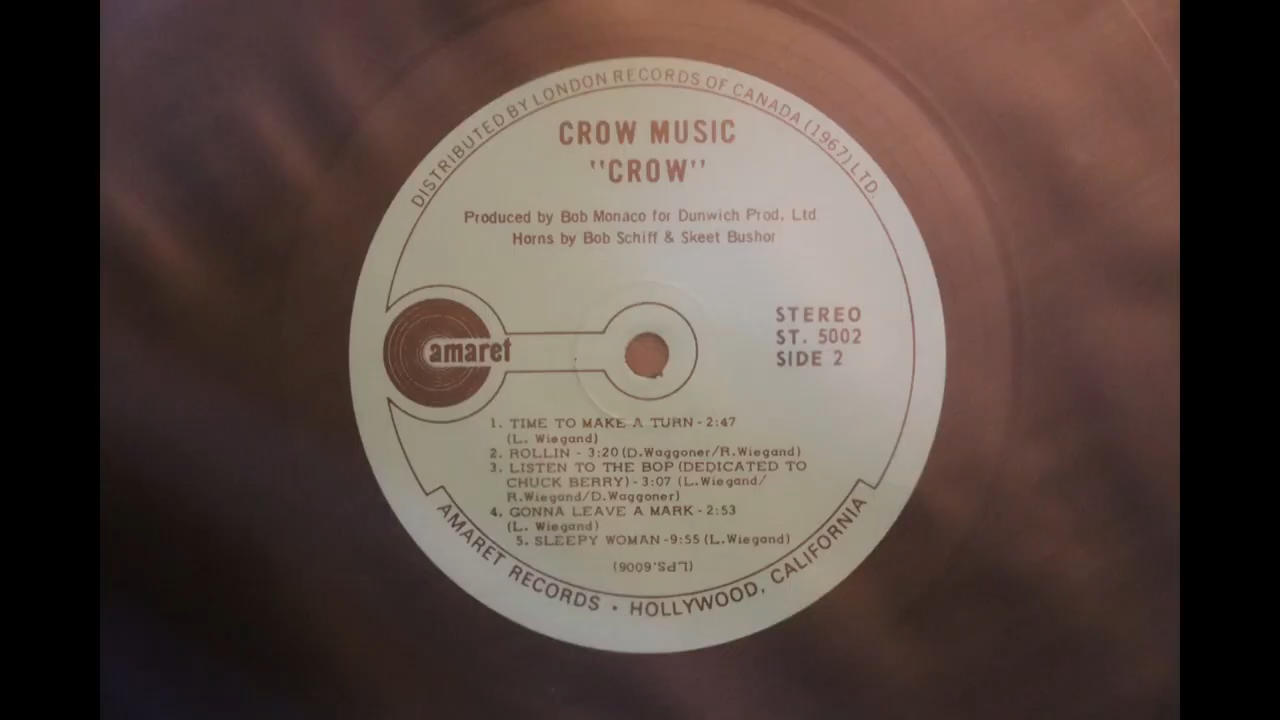 DISTRIBUTED BY LONDON RECORDS OF CANADA (1967) LTD.
CROW MUSIC
"CROW"
Produced by Bob Monaco for Dunwich Prod. Ltd
Horns by Bob Schiff & Skeet Bushor
amaret
STEREO
ST. 5002
SIDE 2
1. TIME TO MAKE A TURN - 2:47
(L. Wiegand)
2. ROLLIN - 3:20 (D.Waggoner/R.Wiegand)
3. LISTEN TO THE BOP (DEDICATED TO
CHUCK BERRY) - 3:07 (L.Wiegand/
R.Wiegand/D.Waggoner)
4. GONNA LEAVE A MARK - 2:53
(L. Wiegand)
5. SLEEPY WOMAN - 9:55 (L.Wiegand)
(LPS'6006)
AMARET RECORDS • HOLLYWOOD, CALIFORNIA